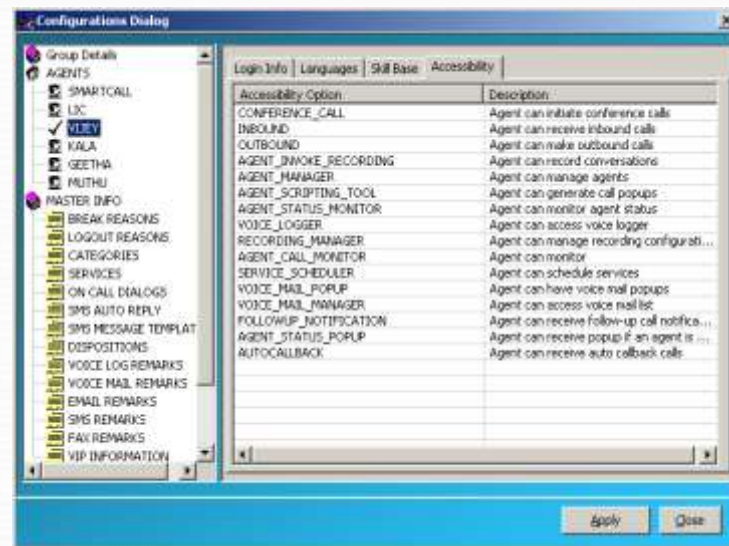 Configurations Dialog
Group Details
AGENTS
SMARTCALL
LIC
VIJEY
KALA
GEETHA
MUTHU
MASTER INFO
BREAK REASONS
LOGOUT REASONS
CATEGORIES
SERVICES
ON CALL DIALOGS
SMS AUTO REPLY
SMS MESSAGE TEMPLAT
DISPOSITIONS
VOICE LOG REMARKS
VOICE MAIL REMARKS
EMAIL REMARKS
SMS REMARKS
FAX REMARKS
VIP INFORMATION
Login Info Languages Skill Base Accessibility
Accessibility Option Description
CONFERENCE_CALL Agent can initiate conference calls
INBOUND Agent can receive inbound calls
OUTBOUND Agent can make outbound calls
AGENT_INVOKE_RECORDING Agent can record conversations
AGENT_MANAGER Agent can manage agents
AGENT_SCRIPTING_TOOL Agent can generate call popups
AGENT_STATUS_MONITOR Agent can monitor agent status
VOICE_LOGGER Agent can access voice logger
RECORDING_MANAGER Agent can manage recording configurati...
AGENT_CALL_MONITOR Agent can monitor
SERVICE_SCHEDULER Agent can schedule services
VOICE_MAIL_POPUP Agent can have voice mail popups
VOICE_MAIL_MANAGER Agent can access voice mail list
FOLLOWUP_NOTIFICATION Agent can receive follow-up call notifica...
AGENT_STATUS_POPUP Agent can receive popup if an agent is ...
AUTOCALLBACK Agent can receive auto callback calls
Apply Close